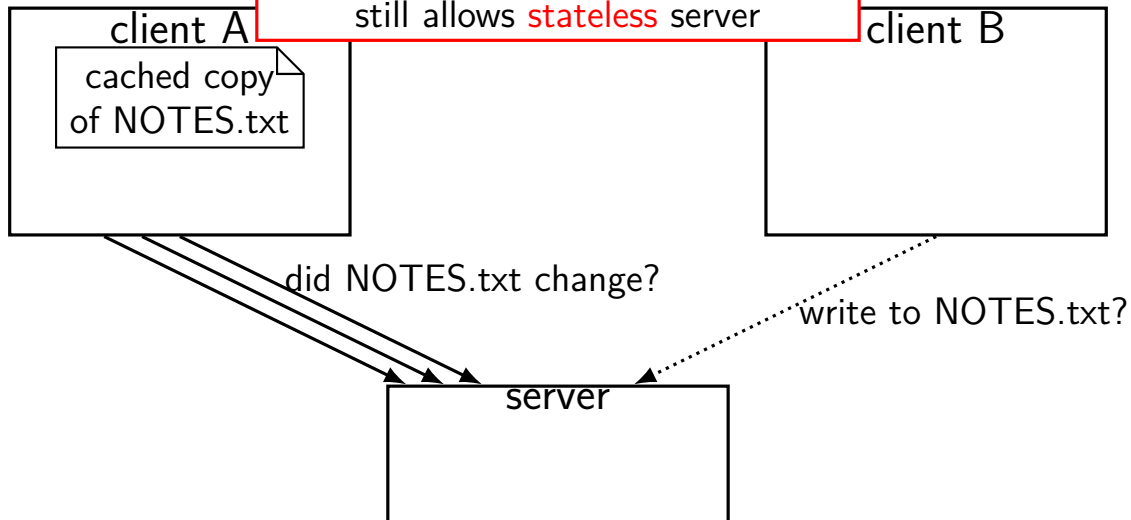 still allows stateless server
client A
client B
cached copy
of NOTES.txt
did NOTES.txt change?
write to NOTES.txt?
server